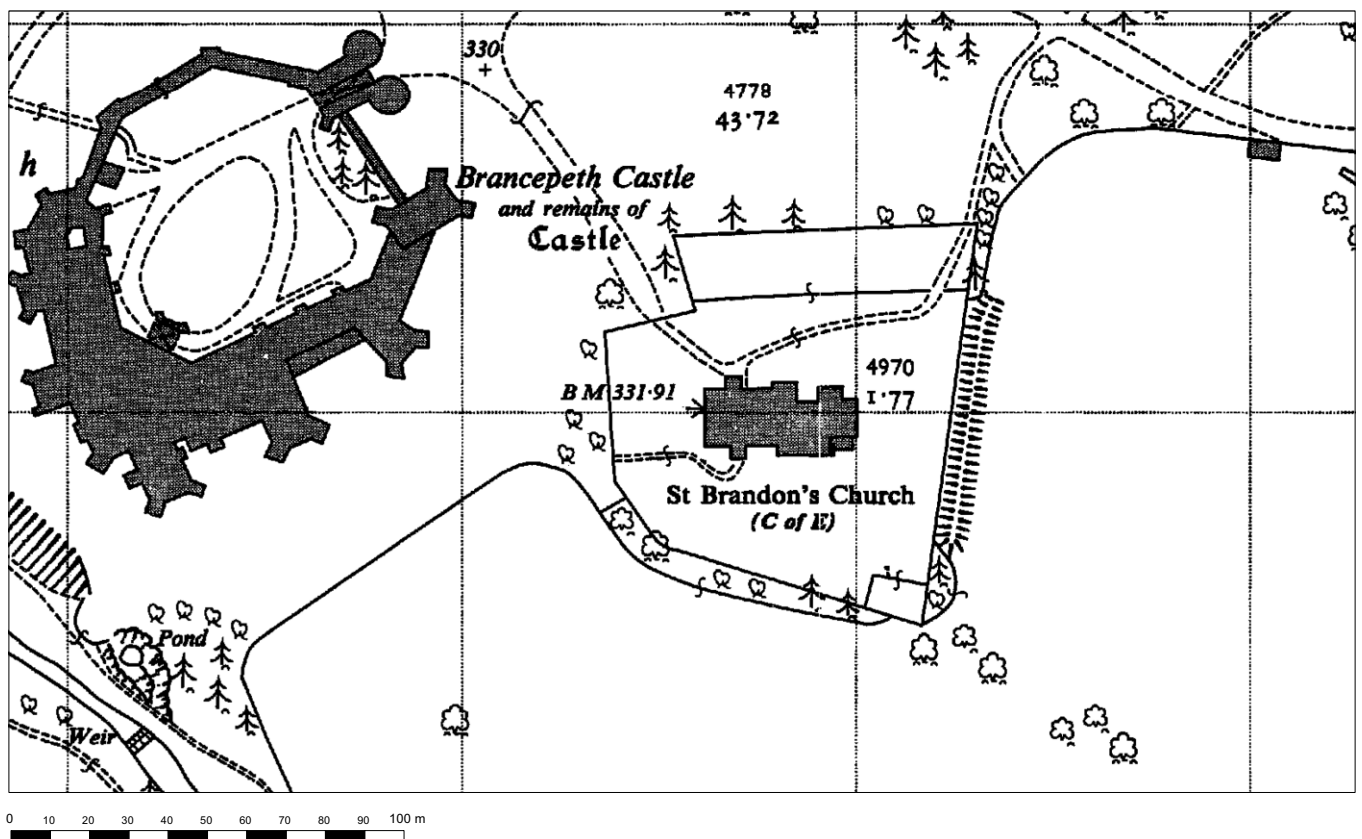 330
4778
43·72
h
Brancepeth Castle
and remains of
Castle
4970
1·77
B M 331·91
St Brandon's Church
(C of E)
Pond
Weir
0 10 20 30 40 50 60 70 80 90 100 m